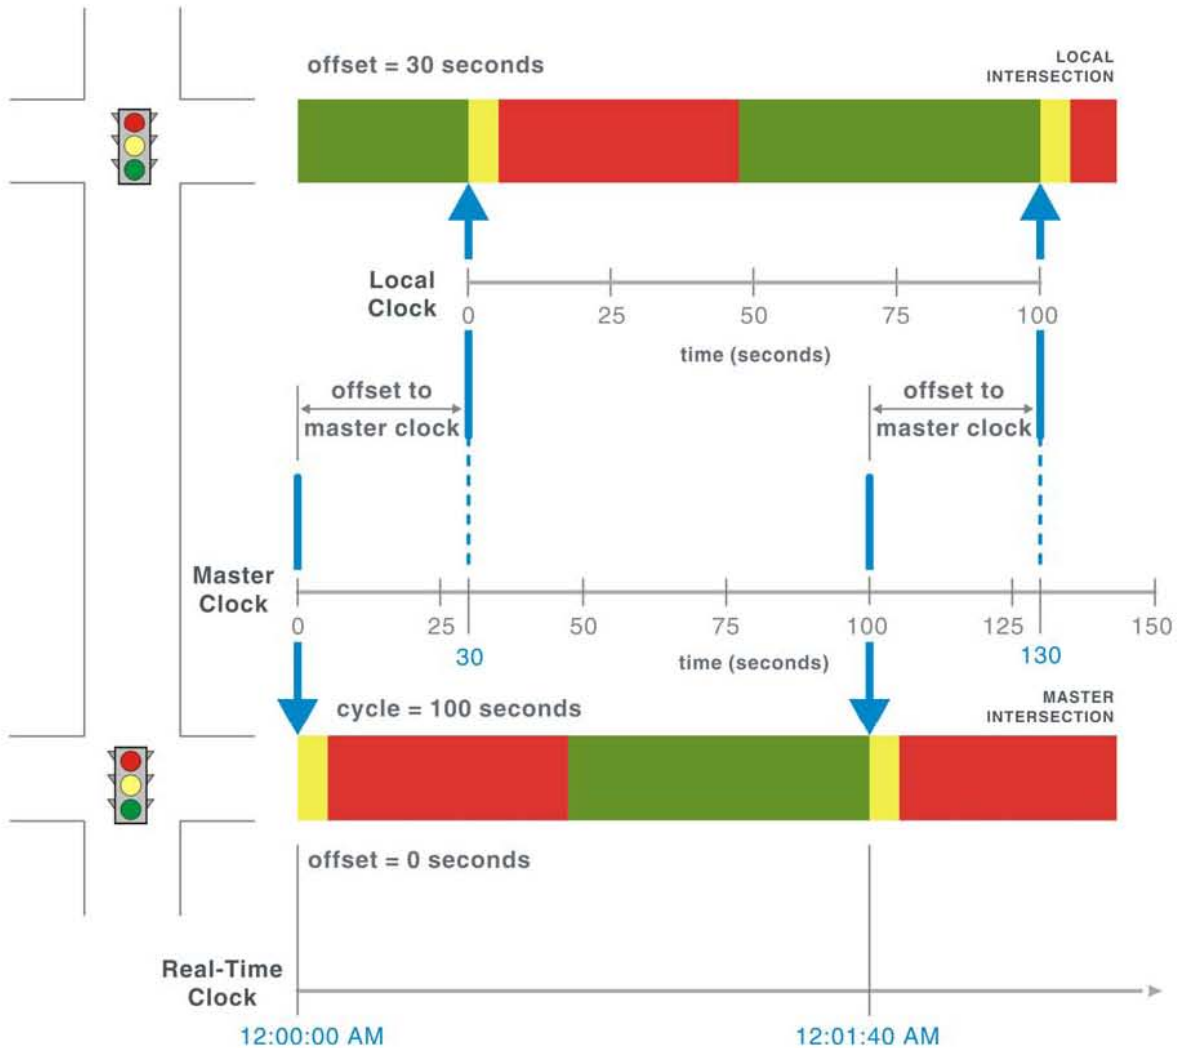 offset = 30 seconds
LOCAL
INTERSECTION
Local
Clock
0 25 50 75 100
time (seconds)
offset to
master clock
offset to
master clock
Master
Clock
0 25 50 75 100 125 150
30
130
time (seconds)
cycle = 100 seconds
MASTER
INTERSECTION
offset = 0 seconds
Real-Time
Clock
12:00:00 AM
12:01:40 AM